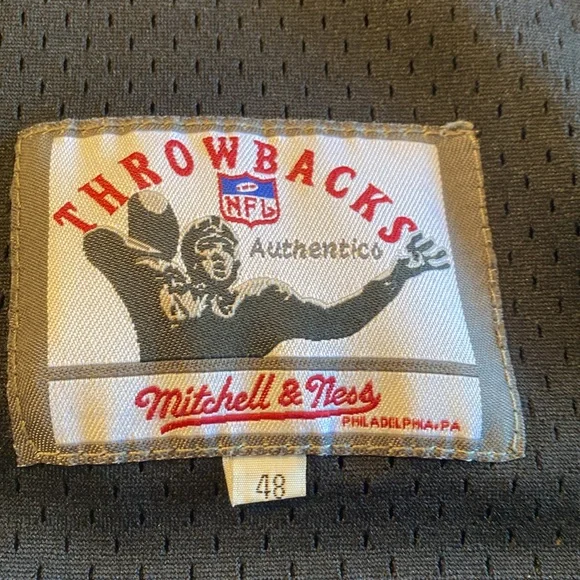 THROWBACKS
NFL
Authentics
Mitchell & Ness
PHILADELPHIA, PA
48